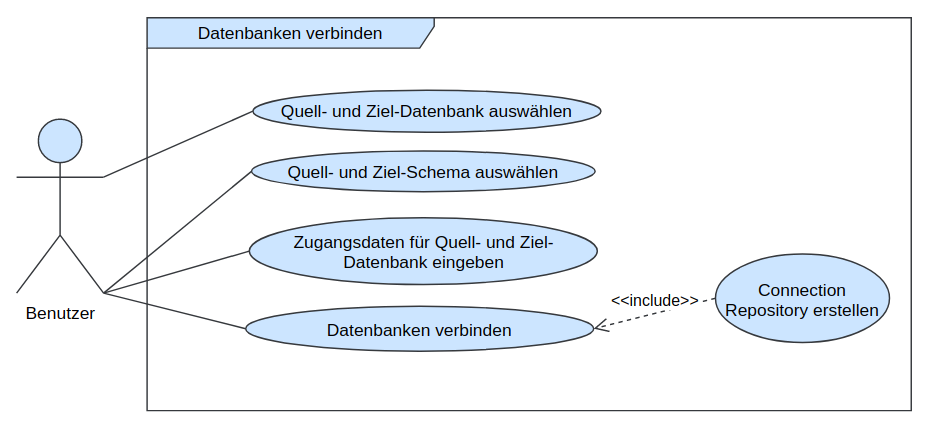 Datenbanken verbinden
Quell- und Ziel-Datenbank auswählen
Quell- und Ziel-Schema auswählen
Zugangsdaten für Quell- und Ziel-
Datenbank eingeben
Datenbanken verbinden
<<include>>
Connection
Repository erstellen
Benutzer